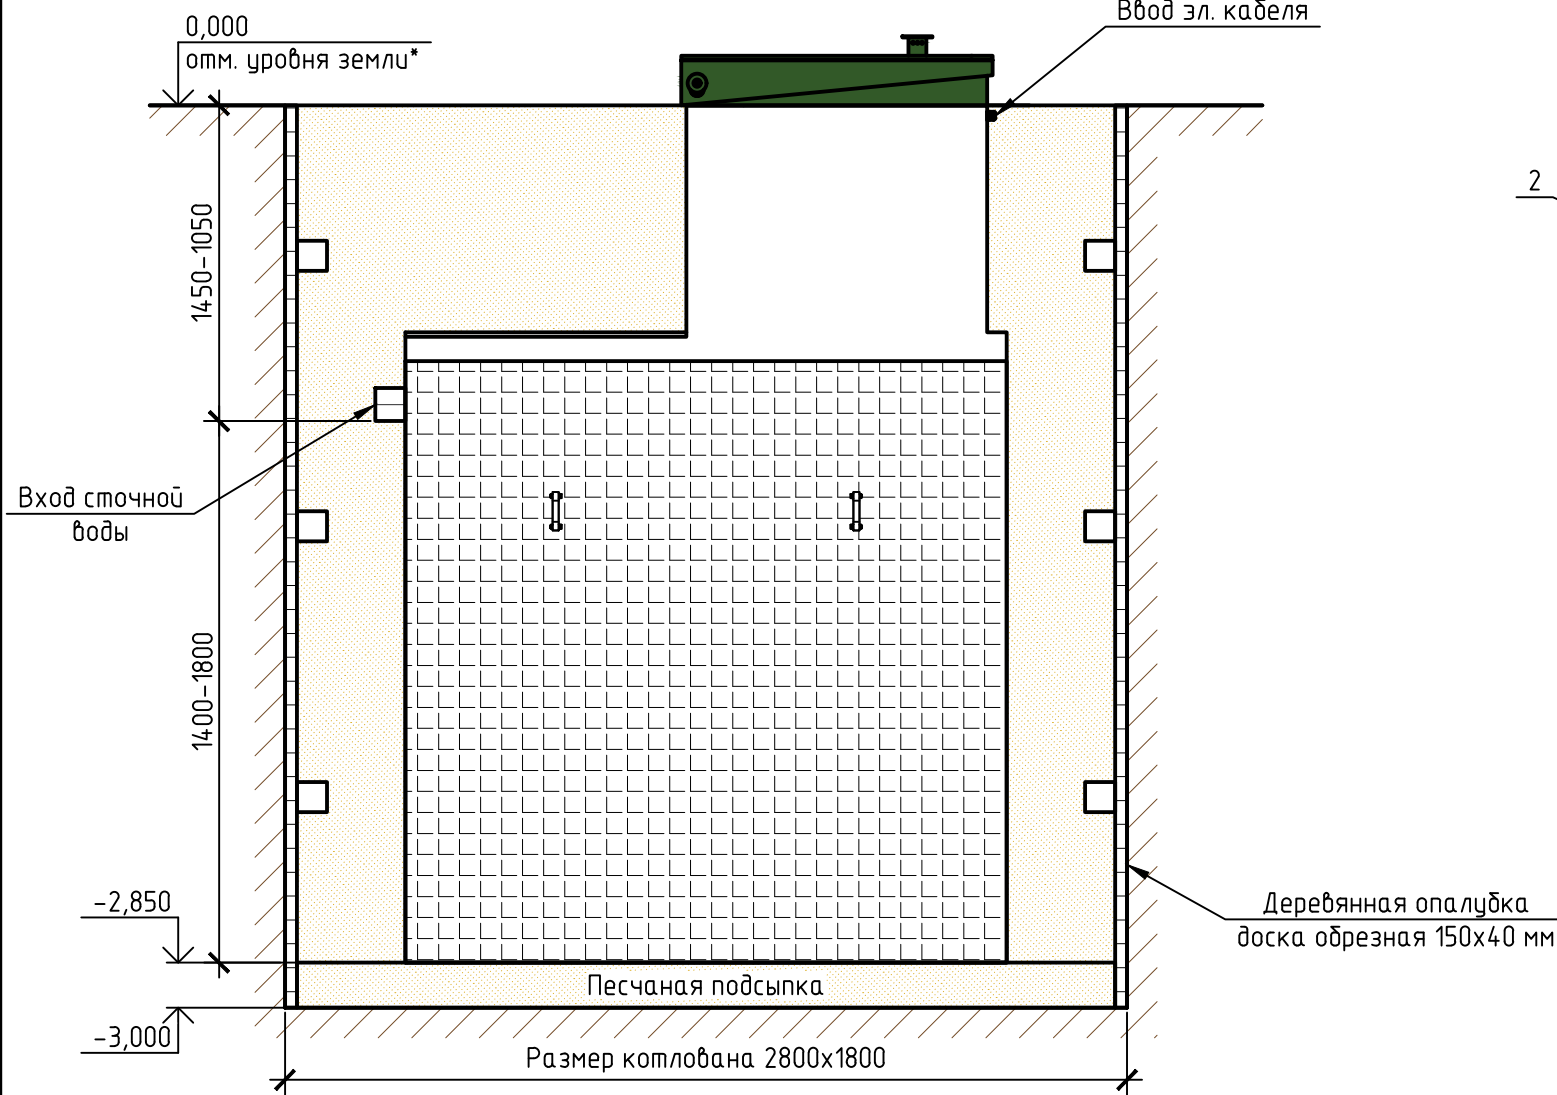 Ввод эл. кабеля
0,000
отм. уровня земли*
2
1450-1050
Вход сточной
воды
1400-1800
-2,850
Деревянная опалубка
доска обрезная 150х40 мм
Песчаная подсыпка
-3,000
Размер котлована 2800х1800